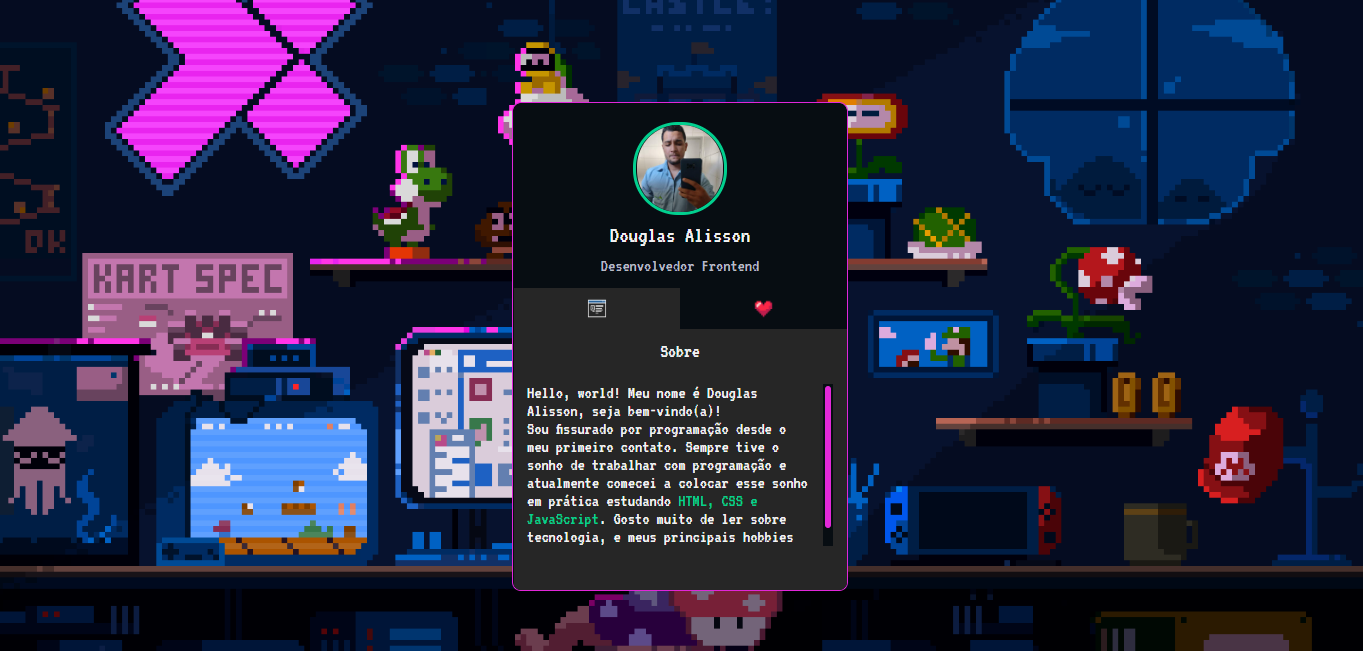 CASTLE:
DK
KART SPEC
Douglas Alisson
Desenvolvedor Frontend
Sobre
Hello, world! Meu nome é Douglas
Alisson, seja bem-vindo(a)!
Sou fissurado por programação desde o
meu primeiro contato. Sempre tive o
sonho de trabalhar com programação e
atualmente comecei a colocar esse sonho
em prática estudando HTML, CSS e
JavaScript. Gosto muito de ler sobre
tecnologia, e meus principais hobbies